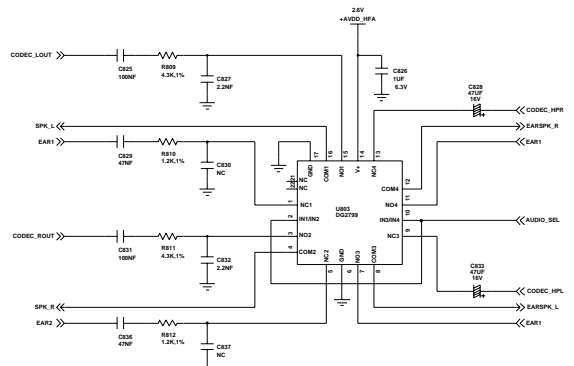 2.6V
+AVDD_HFA
CODEC_LOUT
C825
100NF
R809
4.3K,1%
C827
2.2NF
C826
1UF
6.3V
C828
47UF
16V
CODEC_HPR
SPK_L
EARSPK_R
EAR1
C829
47NF
R810
1.2K,1%
C830
NC
EAR1
17
16
15
14
13
GND
COM1
NO1
V+
NC4
NC
NC
COM4
12
U803
DG2799
1
NC1
NO4
11
2
IN1/IN2
IN3/IN4
10
AUDIO_SEL
CODEC_ROUT
C831
100NF
R811
4.3K,1%
3
NO2
NC3
9
4
COM2
NC2
GND
NO3
COM3
5
6
7
8
C832
2.2NF
C833
47UF
16V
CODEC_HPL
SPK_R
EARSPK_L
EAR2
C836
47NF
R812
1.2K,1%
C837
NC
EAR1